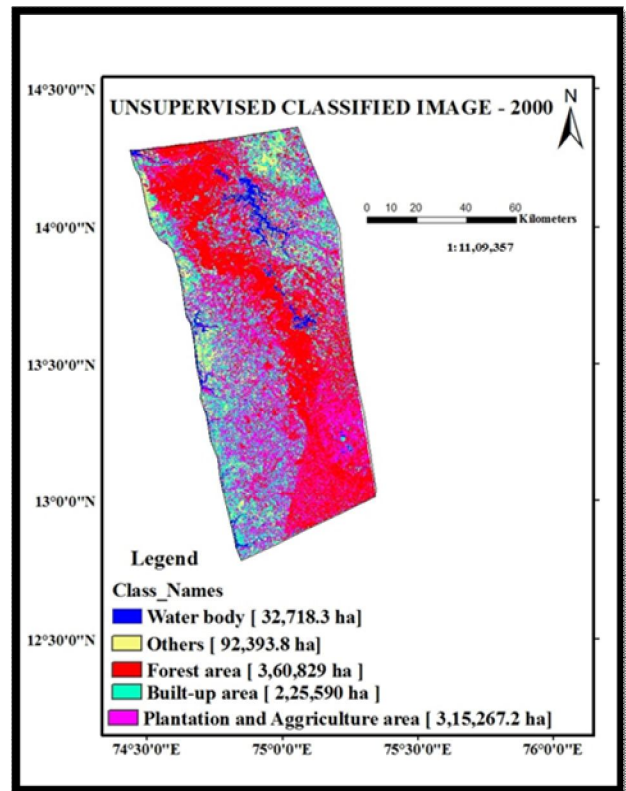 14°30'0"N
UNSUPERVISED CLASSIFIED IMAGE - 2000
N
0 10 20 40 60
Kilometers
1:11,09,357
14°0'0"N
13°30'0"N
13°0'0"N
12°30'0"N
Legend
Class_Names
Water body [ 32,718.3 ha]
Others [ 92,393.8 ha]
Forest area [ 3,60,829 ha ]
Built-up area [ 2,25,590 ha ]
Plantation and Aggriculture area [ 3,15,267.2 ha]
74°30'0"E 75°0'0"E 75°30'0"E 76°0'0"E